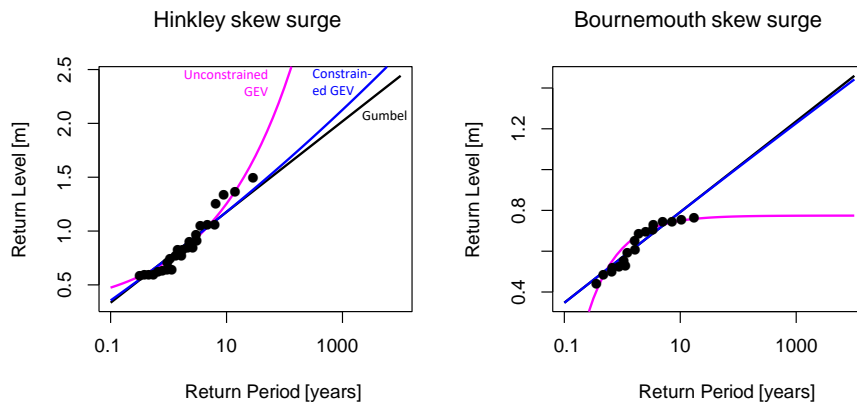 Hinkley skew surge
Return Level [m]
2.5
2.0
1.5
1.0
0.5
Unconstrained
GEV
Constrain-
ed GEV
Gumbel
0.1
10
1000
Return Period [years]
Bournemouth skew surge
Return Level [m]
1.2
0.8
0.4
0.1
10
1000
Return Period [years]